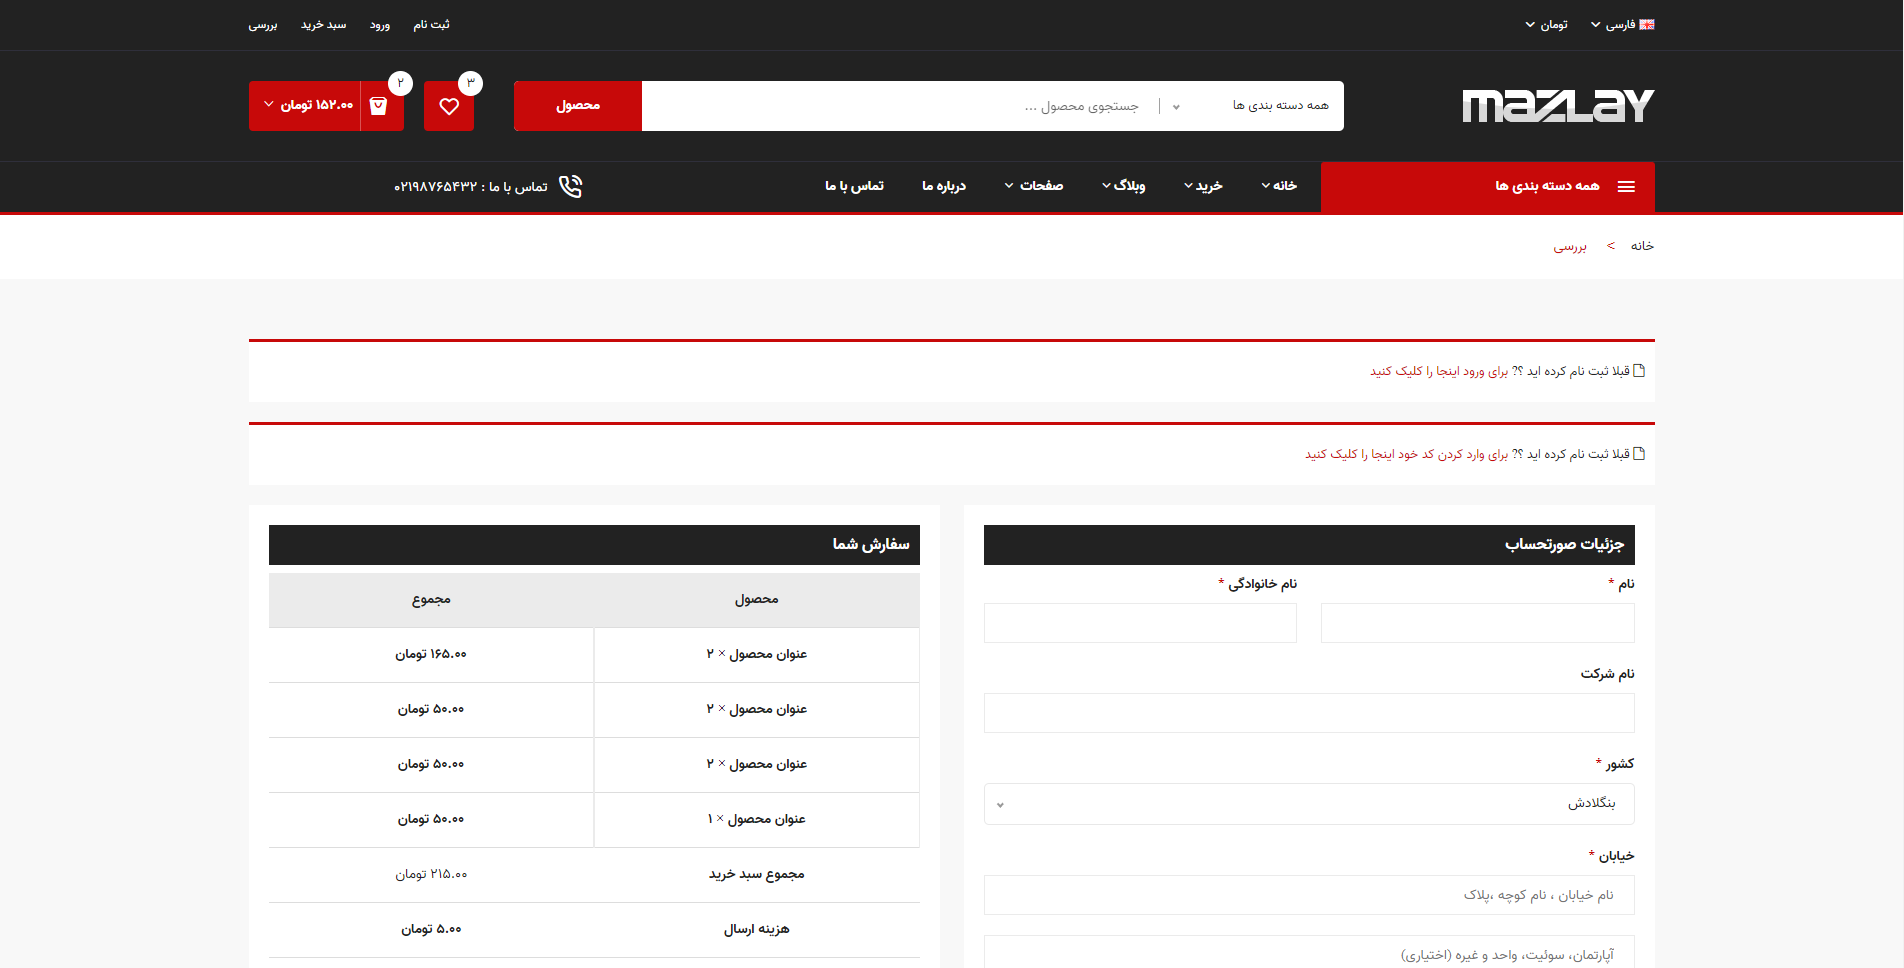 فارسی تومان ثبت نام ورود سبد خرید بررسی
mazlay
همه دسته بندی ها جستجوی محصول ... محصول ۳ ۲ ۱۵۲.۰۰ تومان
همه دسته بندی ها خانه خرید وبلاگ صفحات درباره ما تماس با ما تماس با ما : ۰۲۱۹۸۷۶۵۴۳۲
خانه > بررسی
قبلا ثبت نام کرده اید ؟? برای ورود اینجا را کلیک کنید
قبلا ثبت نام کرده اید ؟? برای وارد کردن کد خود اینجا را کلیک کنید
جزئیات صورتحساب
نام *
نام خانوادگی *
نام شرکت
کشور *
بنگلادش
خیابان *
نام خیابان ، نام کوچه ،پلاک
آپارتمان، سوئیت، واحد و غیره (اختیاری)
سفارش شما
محصول مجموع
عنوان محصول × ۲ ۱۶۵.۰۰ تومان
عنوان محصول × ۲ ۵۰.۰۰ تومان
عنوان محصول × ۲ ۵۰.۰۰ تومان
عنوان محصول × ۱ ۵۰.۰۰ تومان
مجموع سبد خرید ۲۱۵.۰۰ تومان
هزینه ارسال ۵.۰۰ تومان